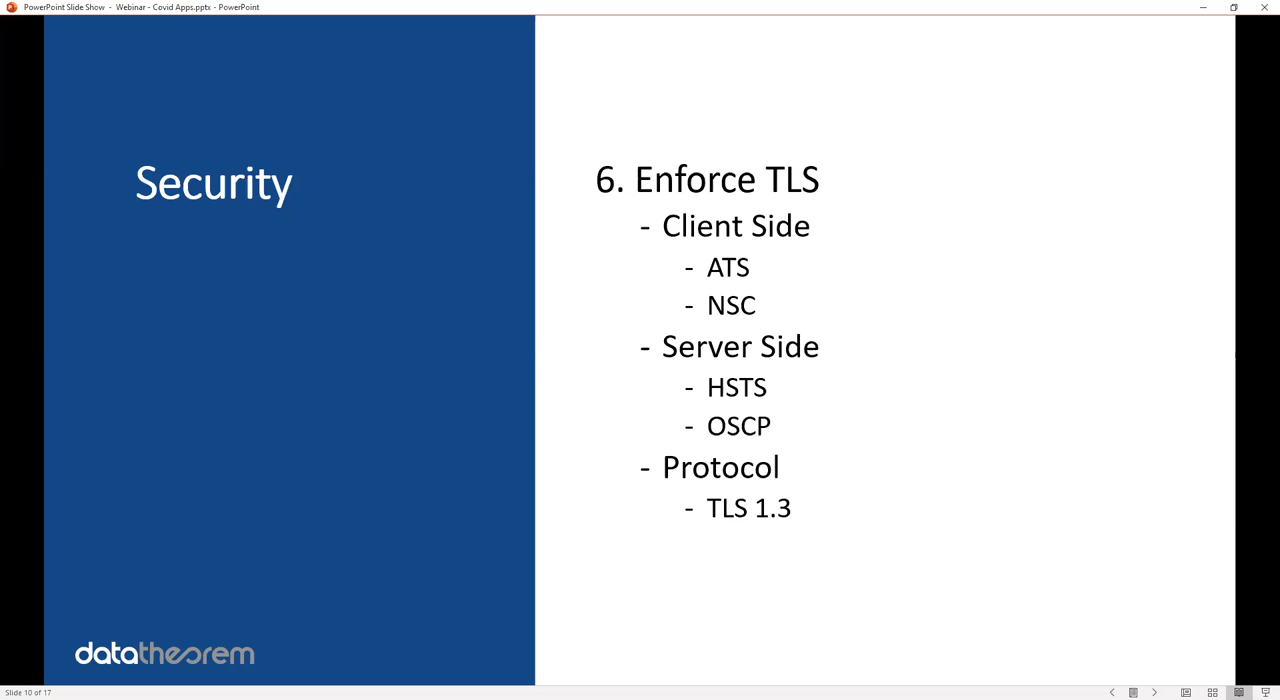 PowerPoint Slide Show - Webinar - Covid Apps.pptx - PowerPoint
Security
6. Enforce TLS
- Client Side
- ATS
- NSC
- Server Side
- HSTS
- OSCP
- Protocol
- TLS 1.3
datatheorem
Slide 10 of 17